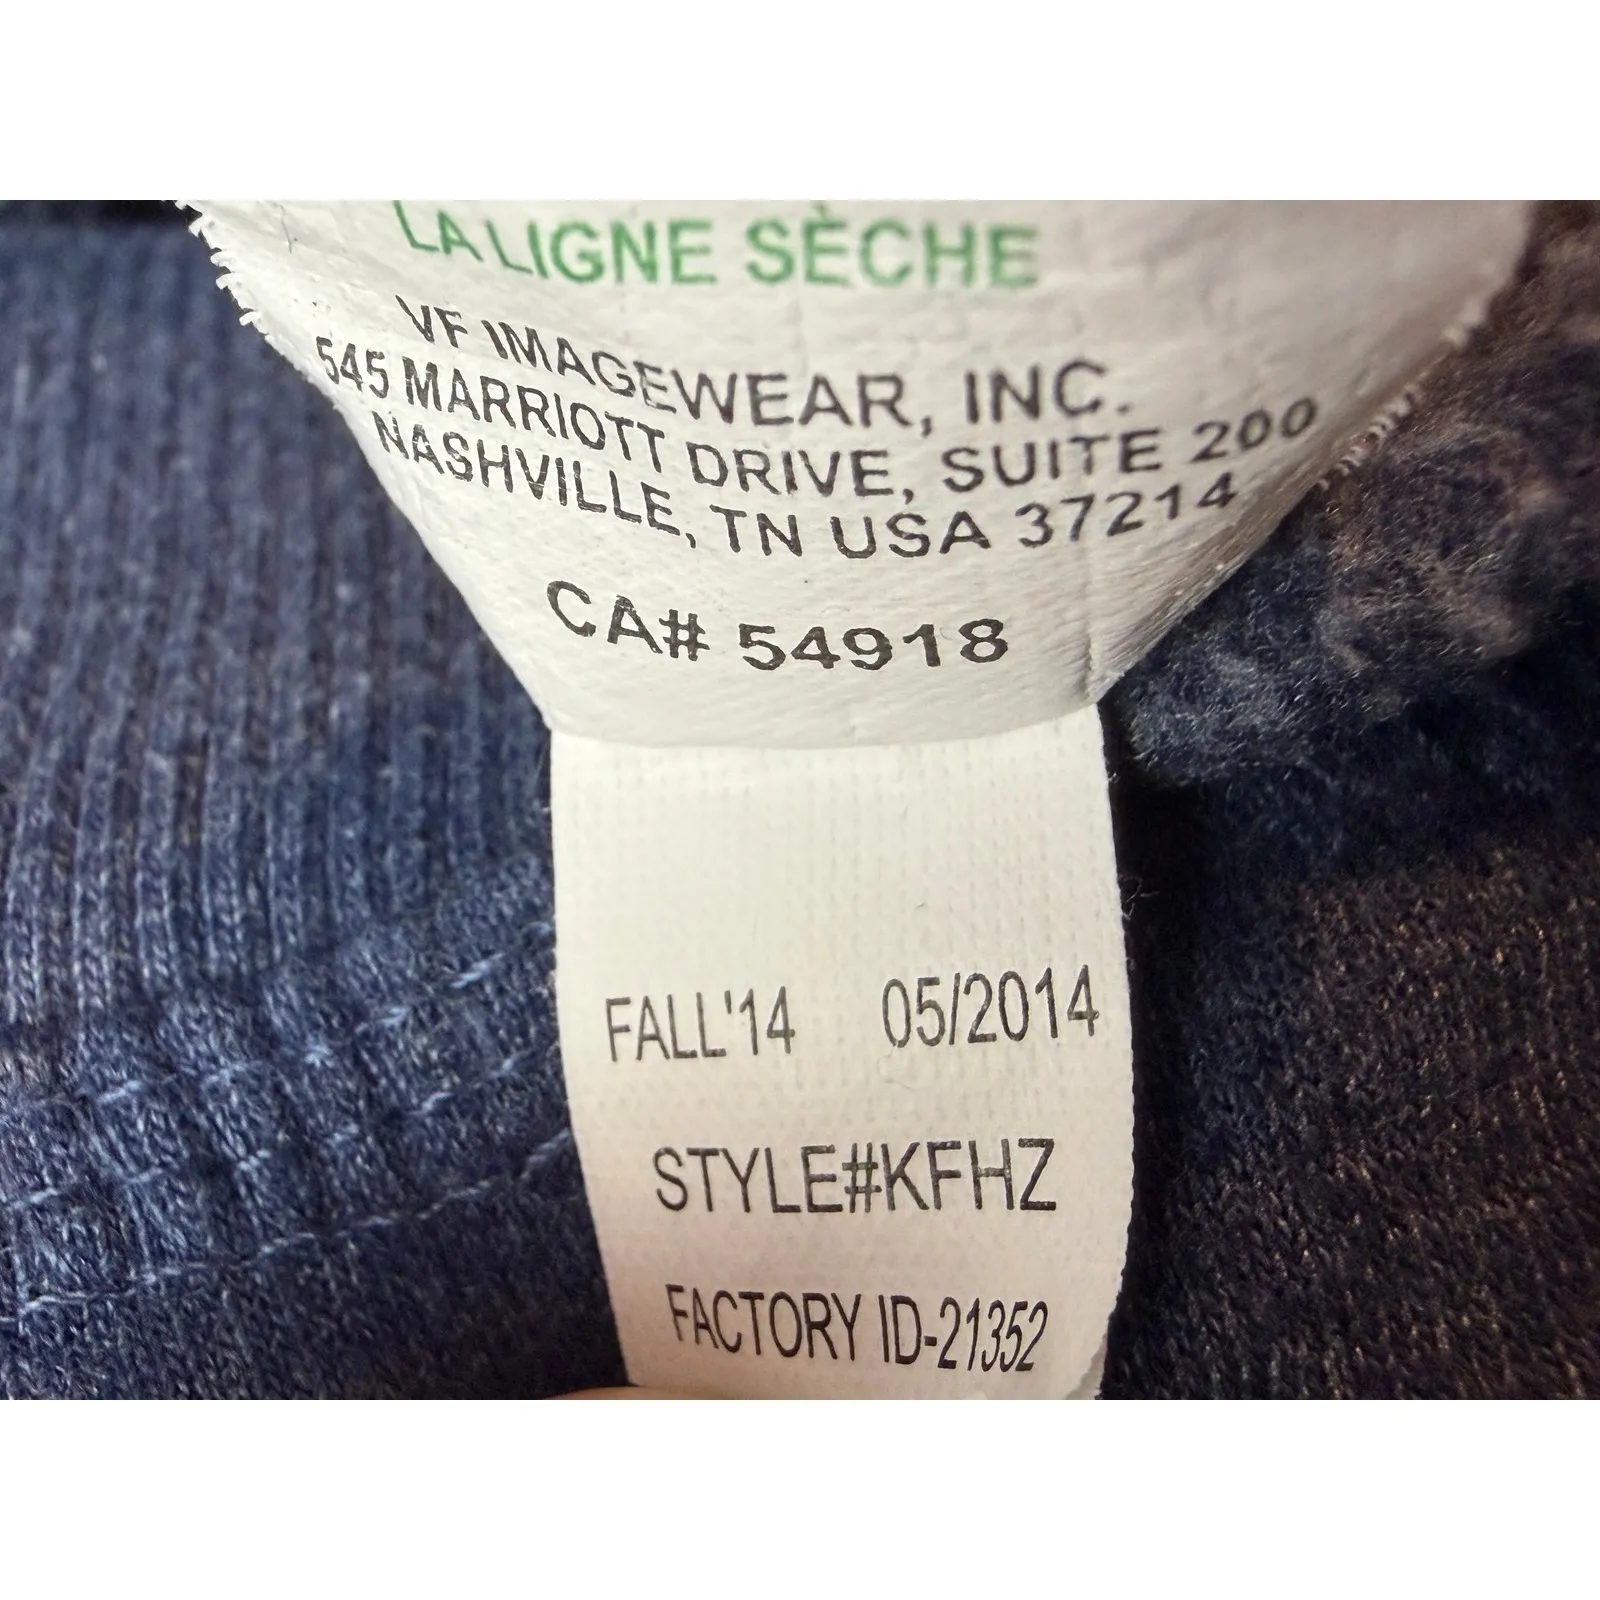 LA LIGNE SÈCHE
VF IMAGEWEAR, INC.
545 MARRIOTT DRIVE, SUITE 200
NASHVILLE, TN USA 37214
CA# 54918
FALL'14 05/2014
STYLE#KFHZ
FACTORY ID-21352